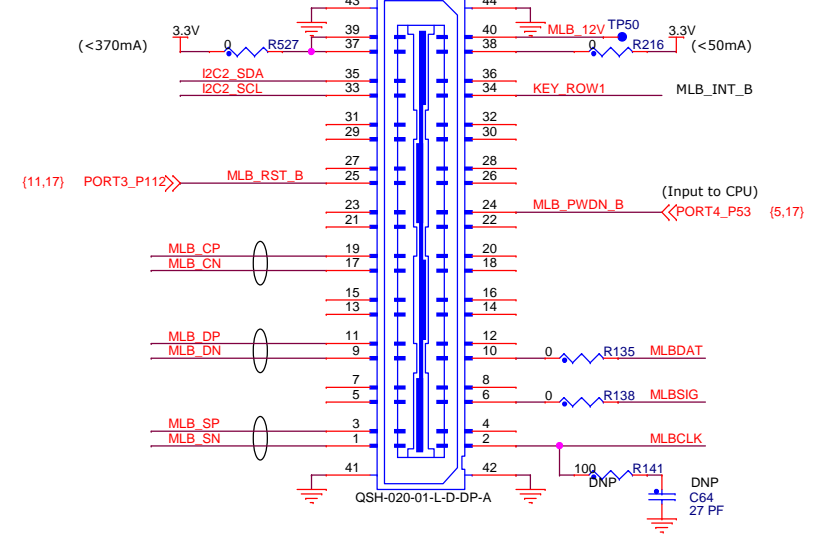 43 44
3.3V 39 40 MLB_12V TP50 3.3V
(<370mA) 0 R527 37 38 0 R216 (<50mA)
I2C2_SDA 35 36
I2C2_SCL 33 34 KEY_ROW1 MLB_INT_B
31 32
29 30
27 28
{11,17} PORT3_P112 MLB_RST_B 25 26
(Input to CPU)
23 24 MLB_PWDN_B PORT4_P53 {5,17}
21 22
MLB_CP 19 20
MLB_CN 17 18
15 16
13 14
MLB_DP 11 12
MLB_DN 9 10 0 R135 MLBDAT
7 8
5 6 0 R138 MLBSIG
MLB_SP 3 4
MLB_SN 1 2 MLBCLK
41 42 100 R141
DNP DNP
QSH-020-01-L-D-DP-A C64
27 PF